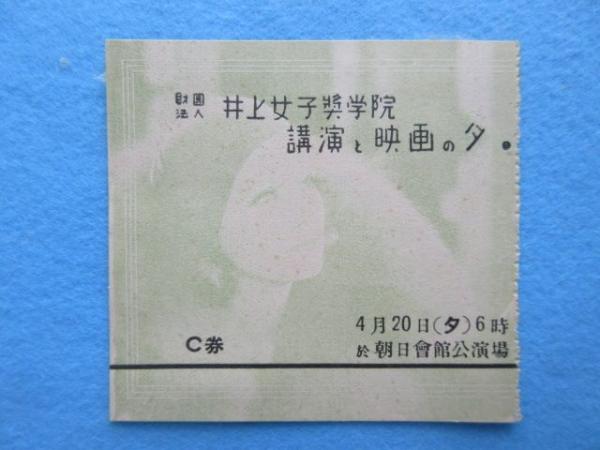 財団法人 井上女子奨学院
講演と映画の夕.
4月20日(夕)6時
C券
於朝日會館公演場